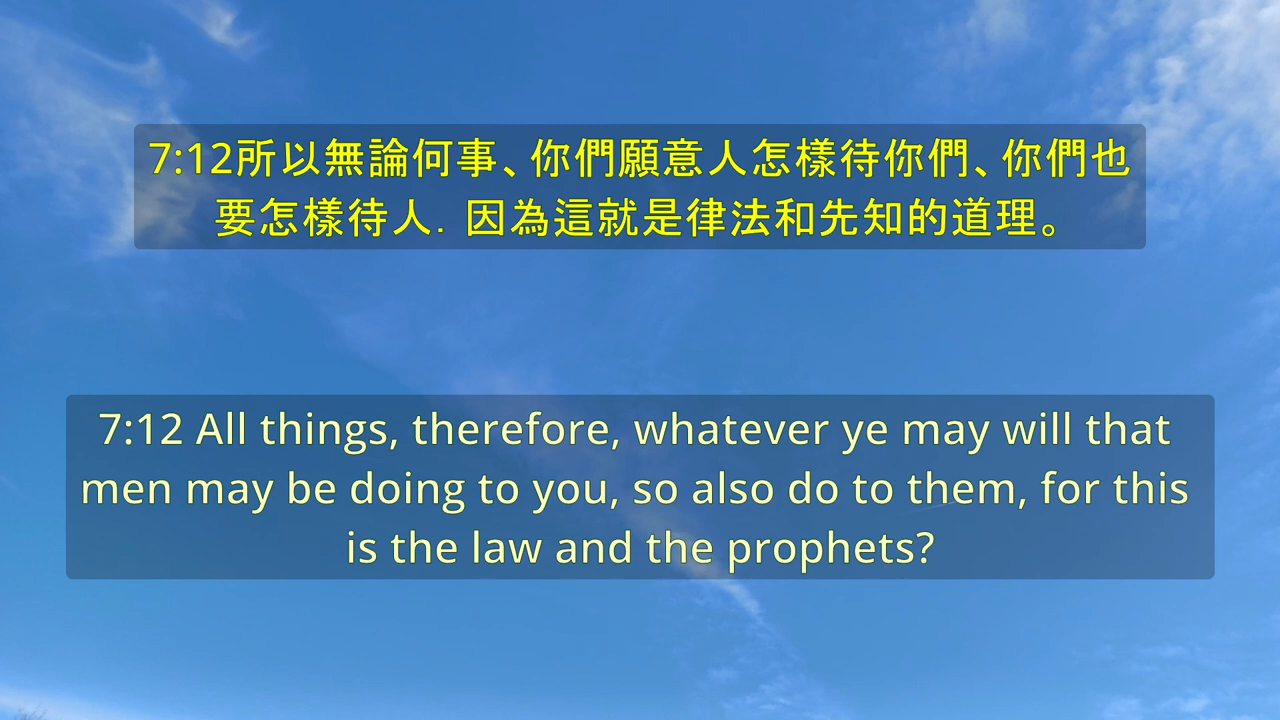 7:12所以無論何事、你們願意人怎樣待你們、你們也
要怎樣待人．因為這就是律法和先知的道理。
7:12 All things, therefore, whatever ye may will that
men may be doing to you, so also do to them, for this
is the law and the prophets?